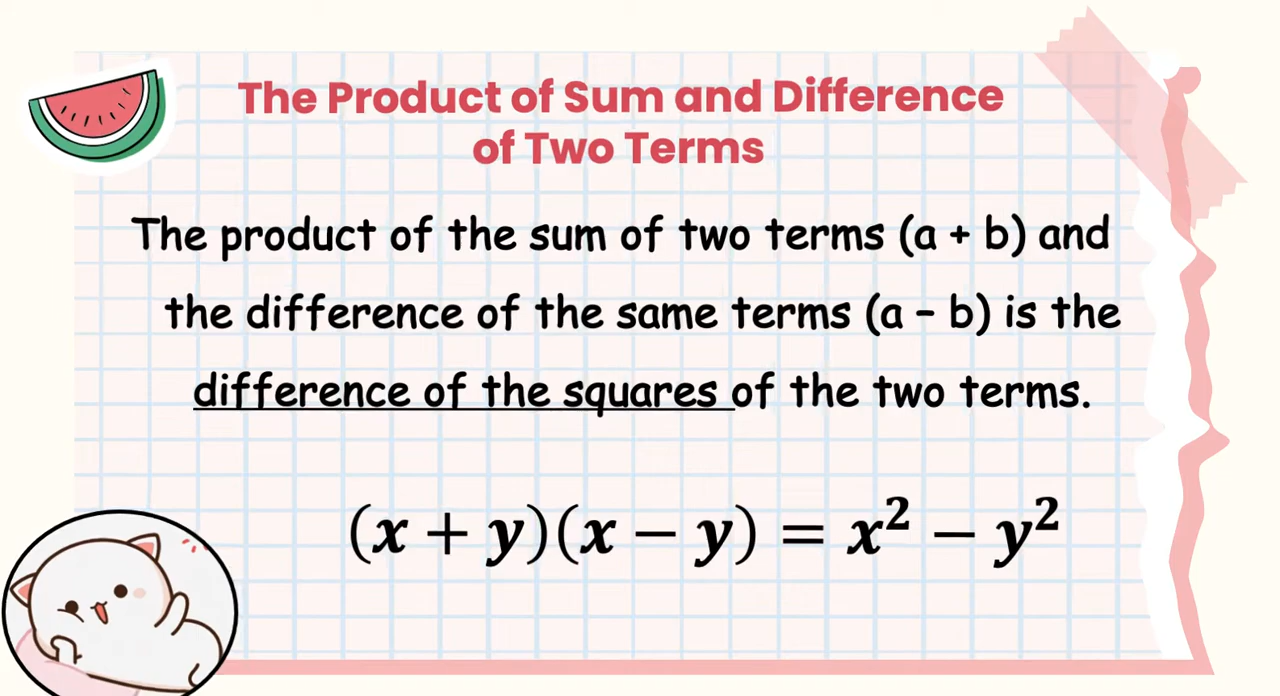 The Product of Sum and Difference
of Two Terms
The product of the sum of two terms (a + b) and
the difference of the same terms (a – b) is the
difference of the squares of the two terms.
(x + y)(x − y) = x² − y²